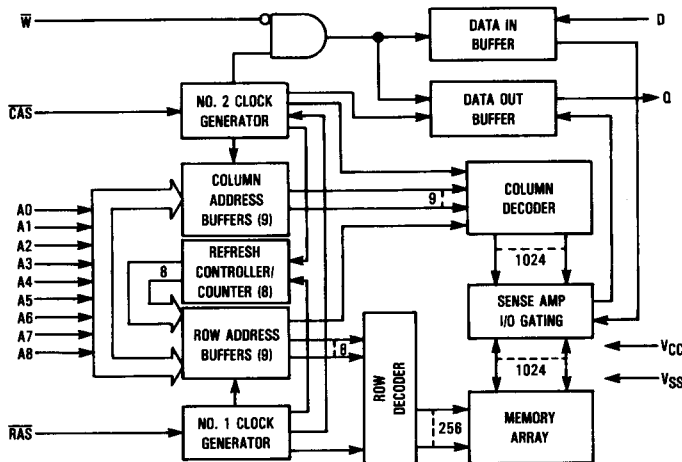 W
DATA IN
BUFFER
D
CAS
NO. 2 CLOCK
GENERATOR
DATA OUT
BUFFER
Q
COLUMN
ADDRESS
BUFFERS (9)
9
COLUMN
DECODER
A0
A1
A2
A3
A4
A5
A6
A7
A8
8
REFRESH
CONTROLLER/
COUNTER (8)
1024
SENSE AMP
I/O GATING
ROW ADDRESS
BUFFERS (9)
8
ROW
DECODER
1024
VCC
VSS
RAS
NO. 1 CLOCK
GENERATOR
256
MEMORY
ARRAY